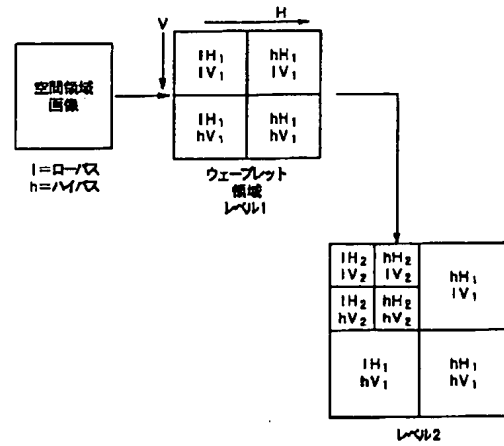 H
V
空間領域
画像
l=ローパス
h=ハイパス
lH₁
lV₁
hH₁
lV₁
lH₁
hV₁
hH₁
hV₁
ウェーブレット
領域
レベル1
lH₂
lV₂
hH₂
lV₂
lH₂
hV₂
hH₂
hV₂
hH₁
lV₁
lH₁
hV₁
hH₁
hV₁
レベル2